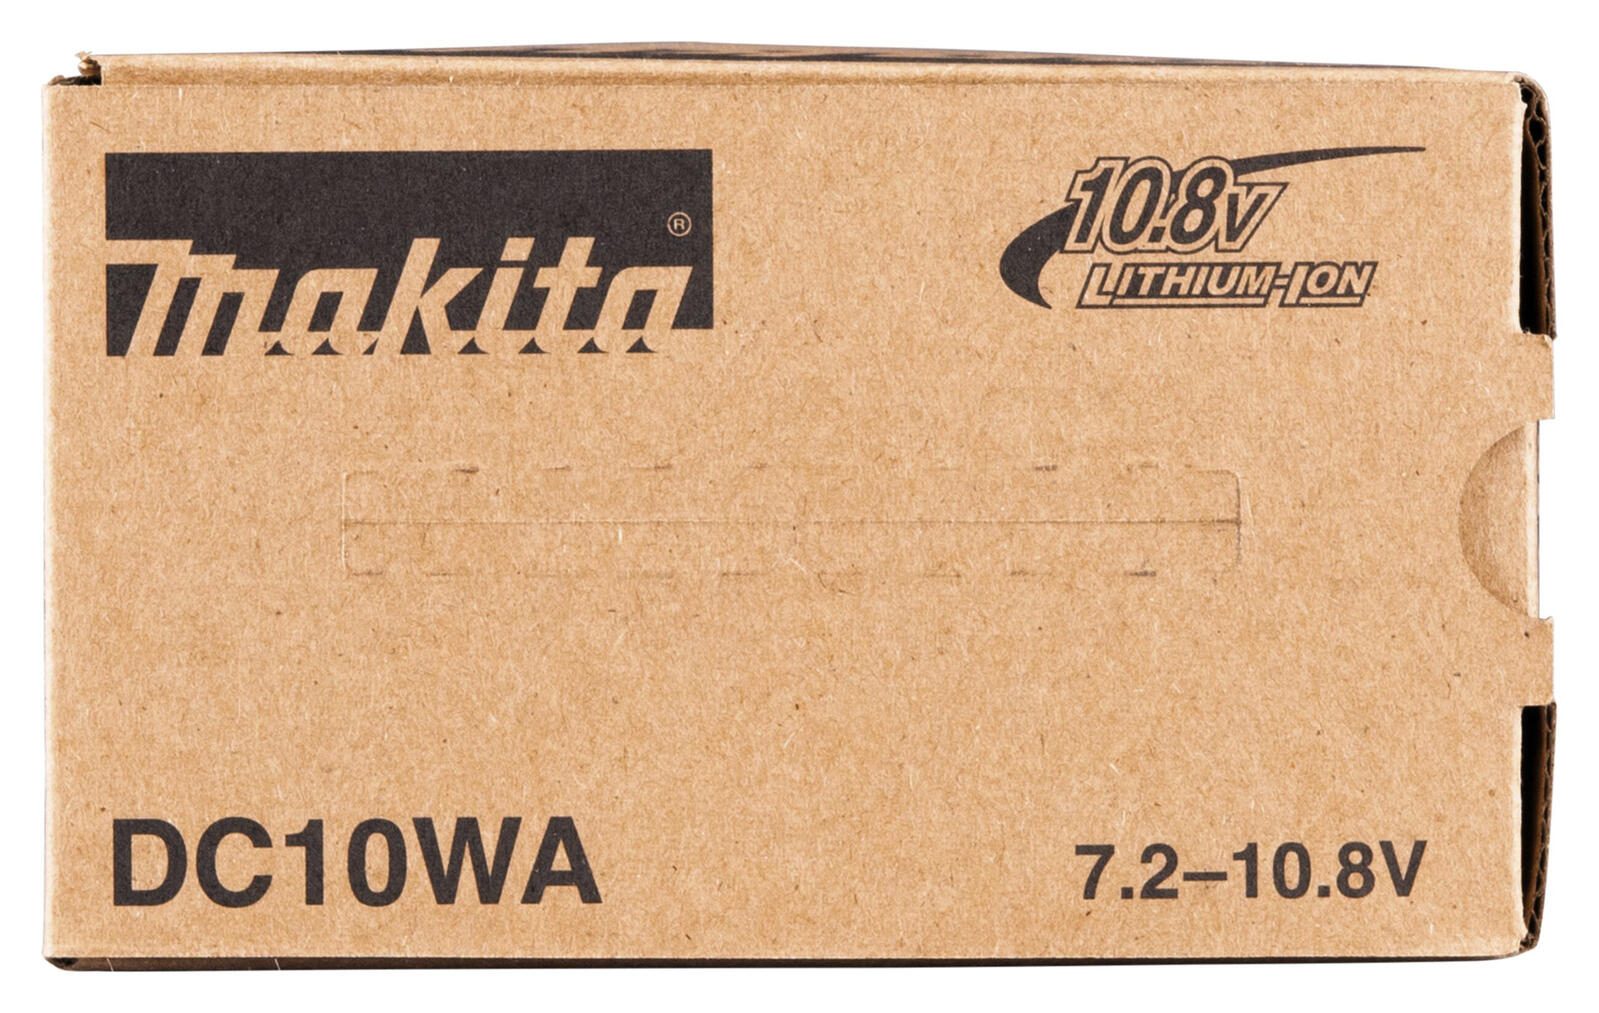 makita®
10.8V
LITHIUM-ION
DC10WA
7.2–10.8V